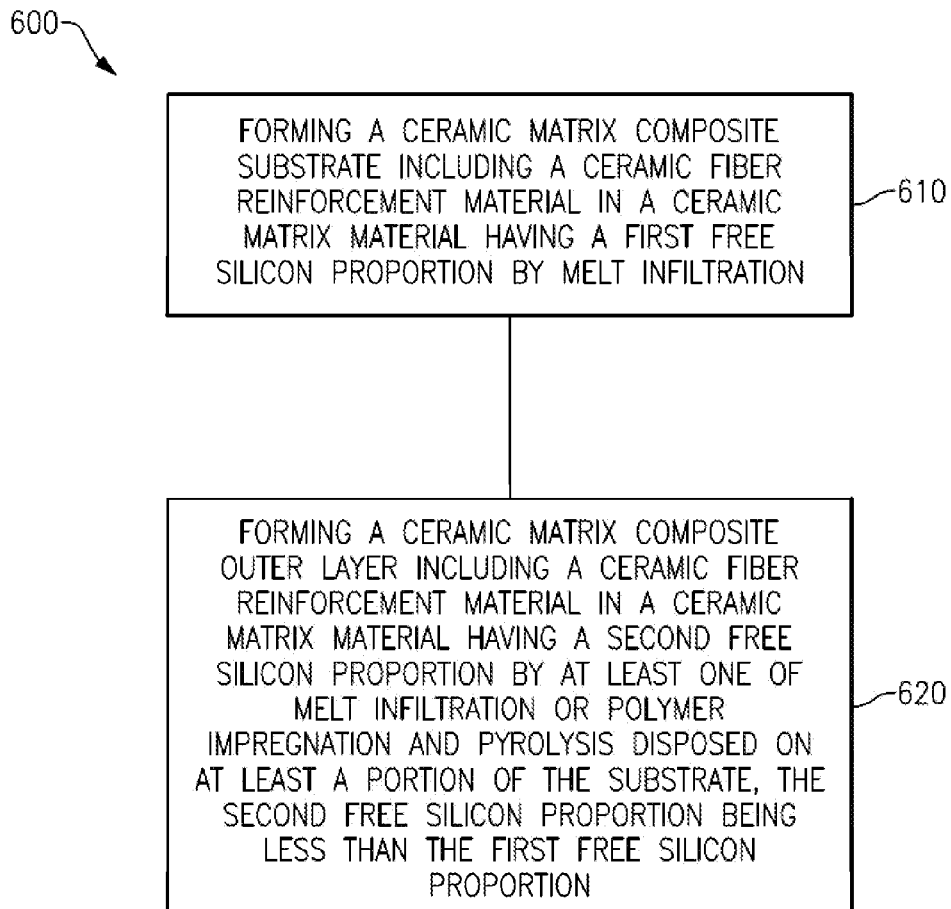 600
FORMING A CERAMIC MATRIX COMPOSITE
SUBSTRATE INCLUDING A CERAMIC FIBER
REINFORCEMENT MATERIAL IN A CERAMIC
MATRIX MATERIAL HAVING A FIRST FREE
SILICON PROPORTION BY MELT INFILTRATION
610
FORMING A CERAMIC MATRIX COMPOSITE
OUTER LAYER INCLUDING A CERAMIC FIBER
REINFORCEMENT MATERIAL IN A CERAMIC
MATRIX MATERIAL HAVING A SECOND FREE
SILICON PROPORTION BY AT LEAST ONE OF
MELT INFILTRATION OR POLYMER
IMPREGNATION AND PYROLYSIS DISPOSED ON
AT LEAST A PORTION OF THE SUBSTRATE, THE
SECOND FREE SILICON PROPORTION BEING
LESS THAN THE FIRST FREE SILICON
PROPORTION
620